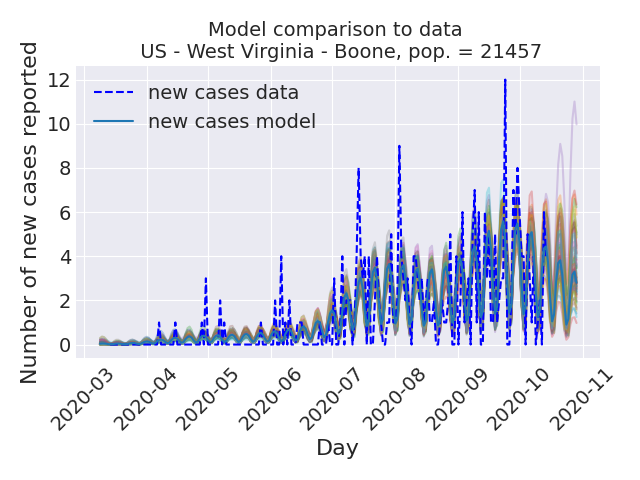 Model comparison to data
US - West Virginia - Boone, pop. = 21457
Number of new cases reported
12
10
8
6
4
2
0
new cases data
new cases model
2020-03
2020-04
2020-05
2020-06
2020-07
2020-08
2020-09
2020-10
2020-11
Day